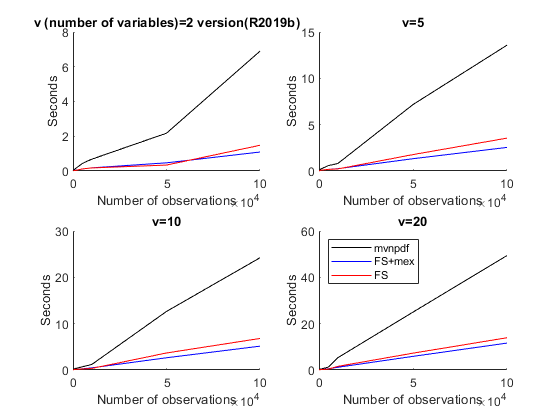 v (number of variables)=2 version(R2019b)
8
6
4
2
0
Seconds
0
5
10
Number of observations
×10^4
v=5
15
10
5
0
Seconds
0
5
10
Number of observations
×10^4
v=10
30
20
10
0
Seconds
0
5
10
Number of observations
×10^4
v=20
60
40
20
0
Seconds
mvnpdf
FS+mex
FS
0
5
10
Number of observations
×10^4